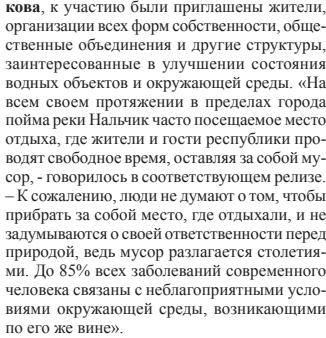 кова, к участию были приглашены жители,
организации всех форм собственности, обще-
ственные объединения и другие структуры,
заинтересованные в улучшении состояния
водных объектов и окружающей среды. «На
всем своем протяжении в пределах города
пойма реки Нальчик часто посещаемое место
отдыха, где жители и гости республики про-
водят свободное время, оставляя за собой му-
сор, - говорилось в соответствующем релизе.
– К сожалению, люди не думают о том, чтобы
прибрать за собой место, где отдыхали, и не
задумываются о своей ответственности перед
природой, ведь мусор разлагается столетия-
ми. До 85% всех заболеваний современного
человека связаны с неблагоприятными усло-
виями окружающей среды, возникающими
по его же вине».